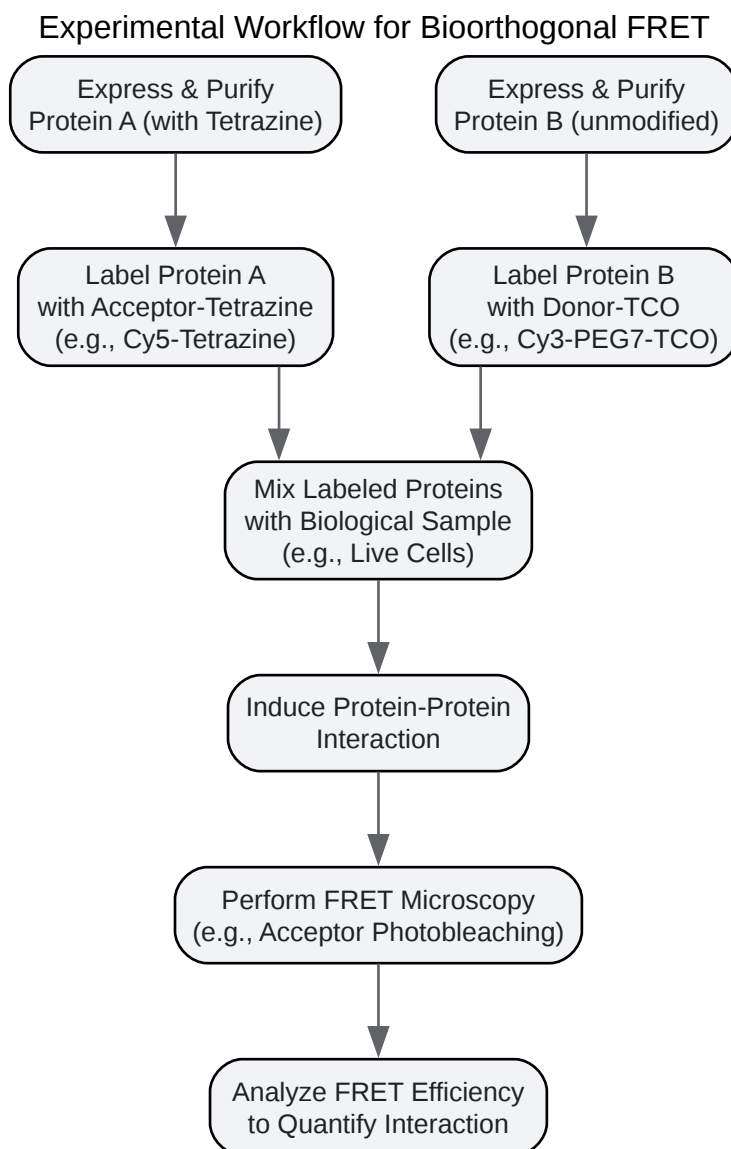 Experimental Workflow for Bioorthogonal FRET
Express & Purify
Protein A (with Tetrazine)
Express & Purify
Protein B (unmodified)
Label Protein A
with Acceptor-Tetrazine
(e.g., Cy5-Tetrazine)
Label Protein B
with Donor-TCO
(e.g., Cy3-PEG7-TCO)
Mix Labeled Proteins
with Biological Sample
(e.g., Live Cells)
Induce Protein-Protein
Interaction
Perform FRET Microscopy
(e.g., Acceptor Photobleaching)
Analyze FRET Efficiency
to Quantify Interaction